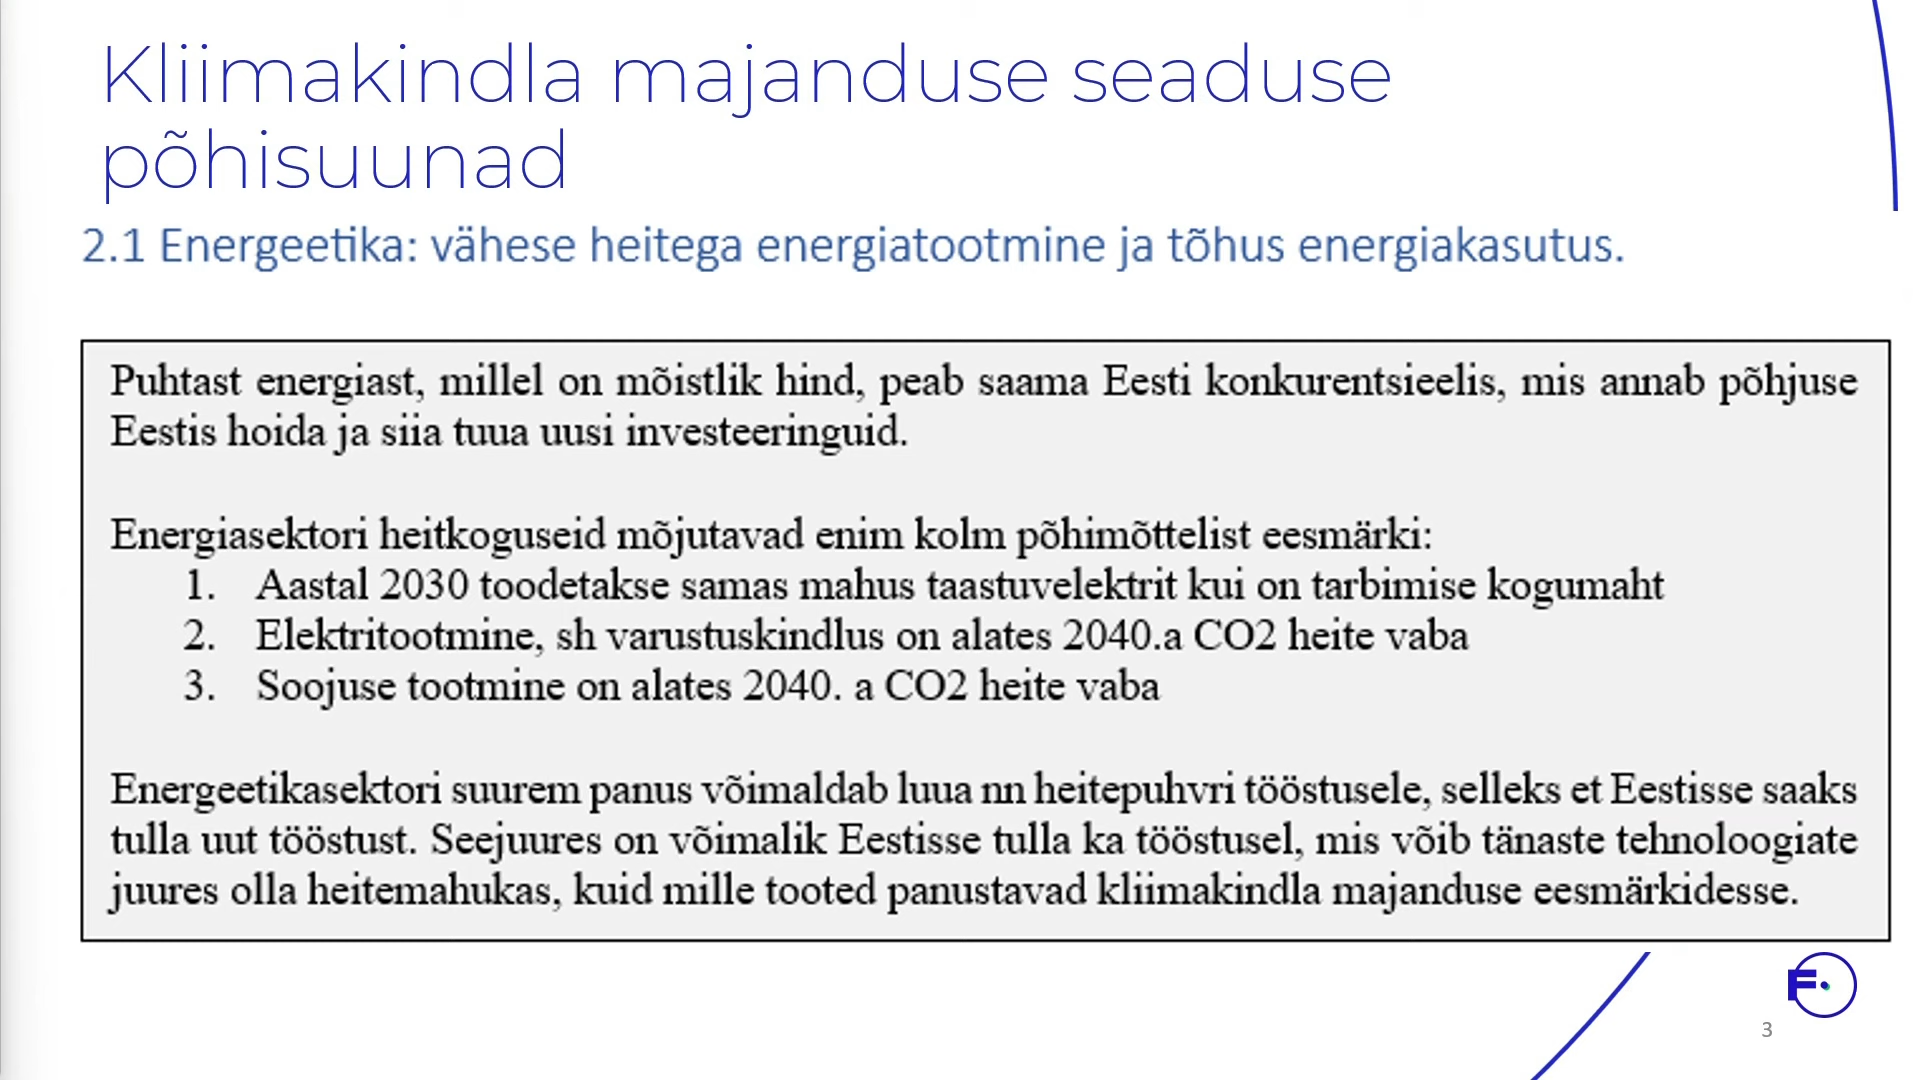 Kliimakindla majanduse seaduse
põhisuunad
2.1 Energeetika: vähese heitega energiatootmine ja tõhus energiakasutus.
Puhtast energiast, millel on mõistlik hind, peab saama Eesti konkurentsieelis, mis annab põhjuse
Eestis hoida ja siia tuua uusi investeeringuid.
Energiasektori heitkoguseid mõjutavad enim kolm põhimõttelist eesmärki:
1. Aastal 2030 toodetakse samas mahus taastuvelektrit kui on tarbimise kogumaht
2. Elektritootmine, sh varustuskindlus on alates 2040.a CO2 heite vaba
3. Soojuse tootmine on alates 2040. a CO2 heite vaba
Energeetikasektori suurem panus võimaldab luua nn heitepuhvri tööstusele, selleks et Eestisse saaks
tulla uut tööstust. Seejuures on võimalik Eestisse tulla ka tööstusel, mis võib tänaste tehnoloogiate
juures olla heitemahukas, kuid mille tooted panustavad kliimakindla majanduse eesmärkidesse.
F.
3